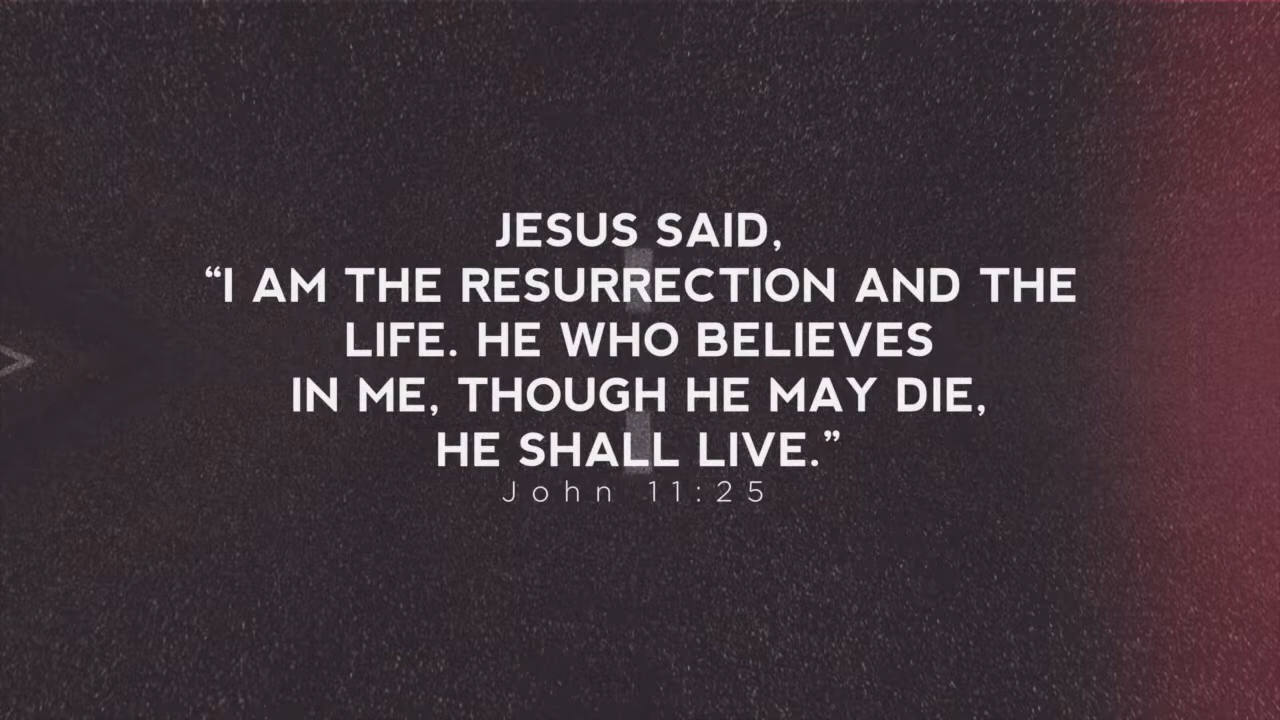 JESUS SAID,
“I AM THE RESURRECTION AND THE
LIFE. HE WHO BELIEVES
IN ME, THOUGH HE MAY DIE,
HE SHALL LIVE.”
John 11:25